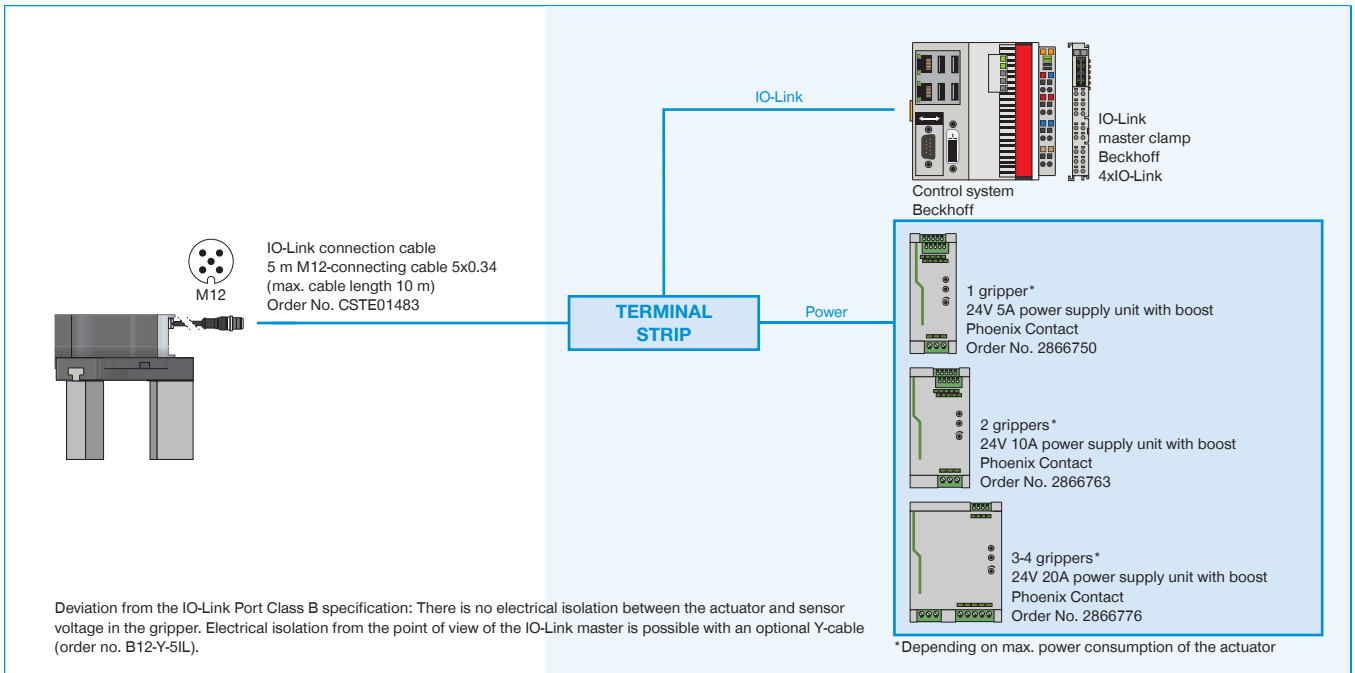 IO-Link
IO-Link
master clamp
Beckhoff
4xIO-Link
Control system
Beckhoff
M12
IO-Link connection cable
5 m M12-connecting cable 5x0.34
(max. cable length 10 m)
Order No. CSTE01483
TERMINAL
STRIP
Power
1 gripper*
24V 5A power supply unit with boost
Phoenix Contact
Order No. 2866750
2 grippers*
24V 10A power supply unit with boost
Phoenix Contact
Order No. 2866763
3-4 grippers*
24V 20A power supply unit with boost
Phoenix Contact
Order No. 2866776
Deviation from the IO-Link Port Class B specification: There is no electrical isolation between the actuator and sensor
voltage in the gripper. Electrical isolation from the point of view of the IO-Link master is possible with an optional Y-cable
(order no. B12-Y-5IL).
*Depending on max. power consumption of the actuator